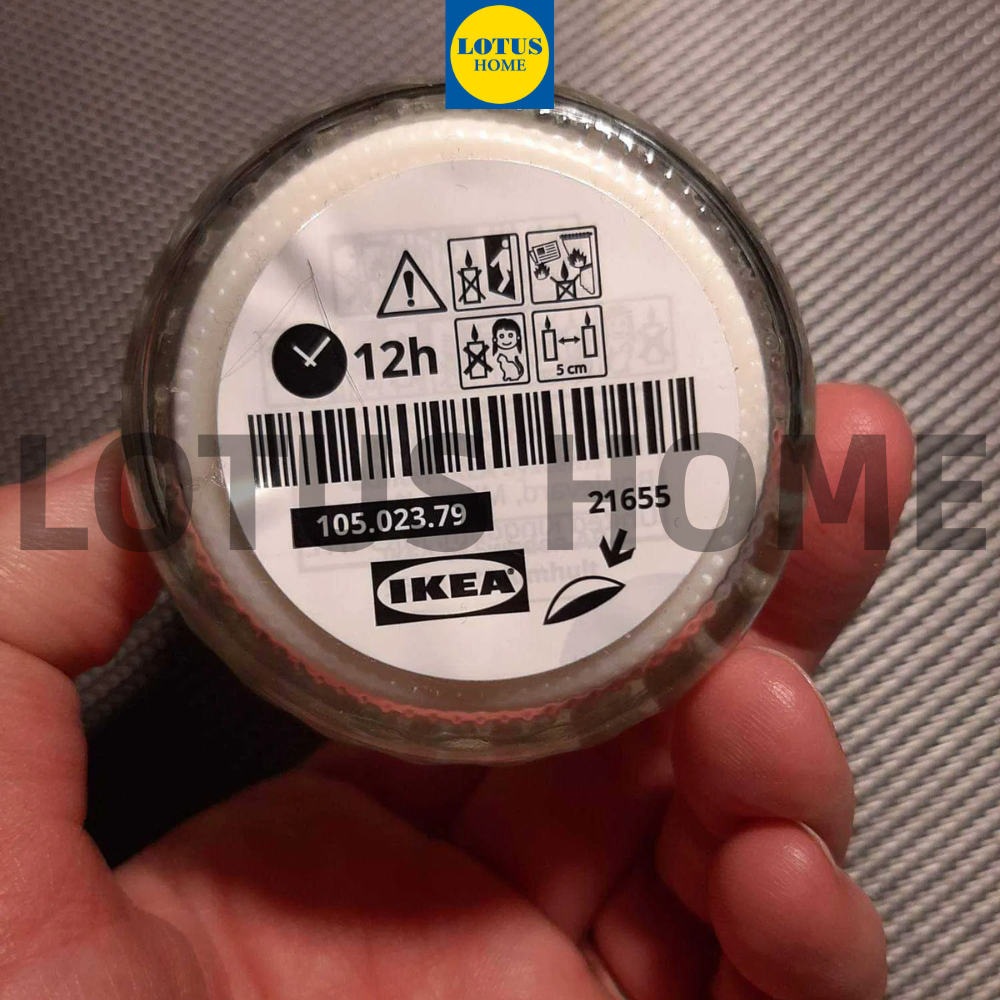 LOTUS
HOME
12h
5 cm
LOTUS HOME
105.023.79
21655
IKEA®